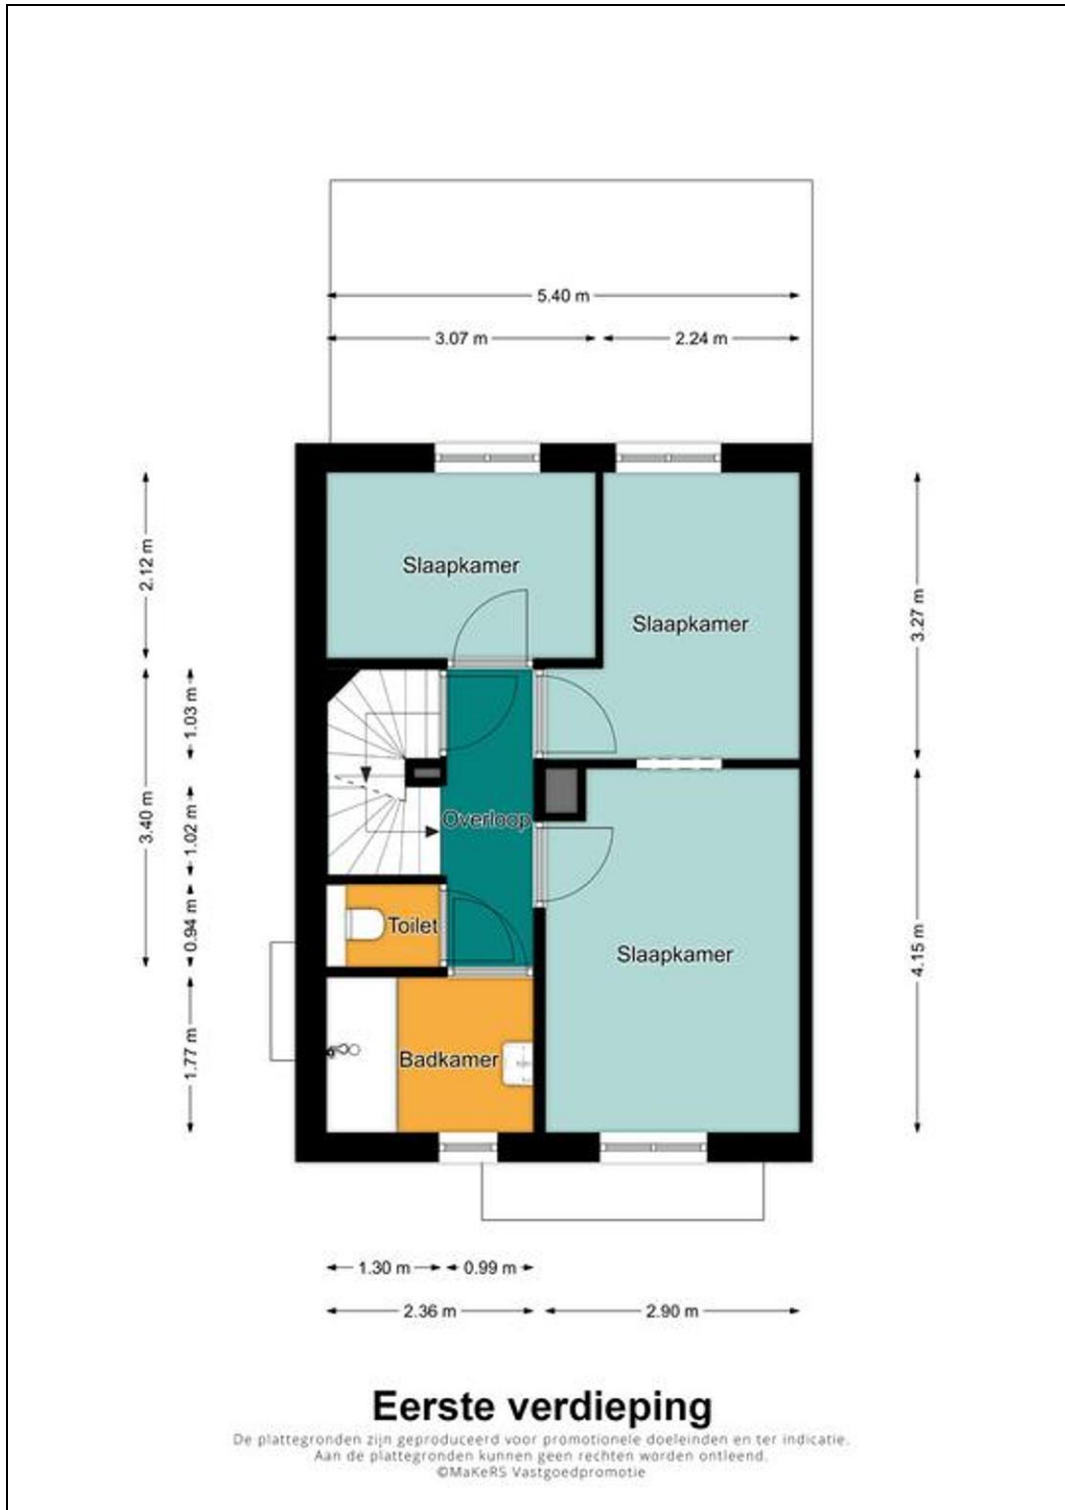 5.40 m
3.07 m
2.24 m
2.12 m
3.27 m
Slaapkamer
Slaapkamer
1.03 m
3.40 m
1.02 m
Overloop
0.94 m
Toilet
4.15 m
Slaapkamer
1.77 m
Badkamer
1.30 m
0.99 m
2.36 m
2.90 m
Eerste verdieping
De plattegronden zijn geproduceerd voor promotionele doeleinden en ter indicatie.
Aan de plattegronden kunnen geen rechten worden ontleend.
©MaKeRS Vastgoedpromotie